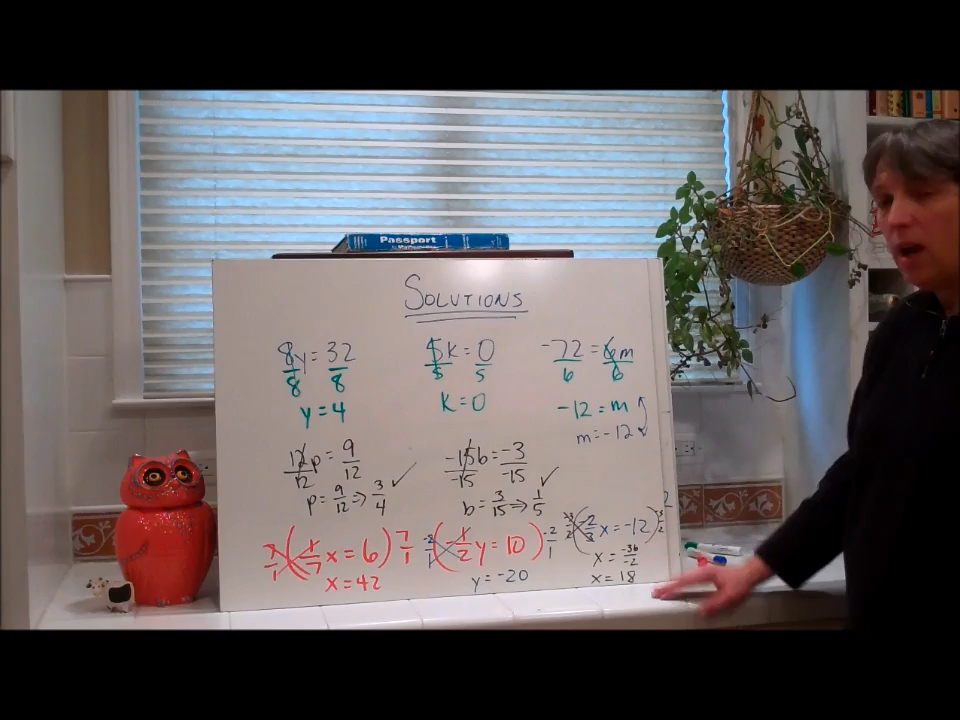 Passport
SOLUTIONS
8y = 32
8 8
y = 4
5k = 0
5 5
k = 0
-72 = 6m
6 6
-12 = m
m = -12
12p = 9
12 12
p = 9/12 ⇒ 3/4 ✓
-15b = -3
-15 -15
b = 3/15 ⇒ 1/5 ✓
7/1 (1/7 x = 6) 7/1
x = 42
-2/1 (-1/2 y = 10) -2/1
y = -20
-3/2 (-2/3 x = -12) -3/2
x = -36/-2
x = 18